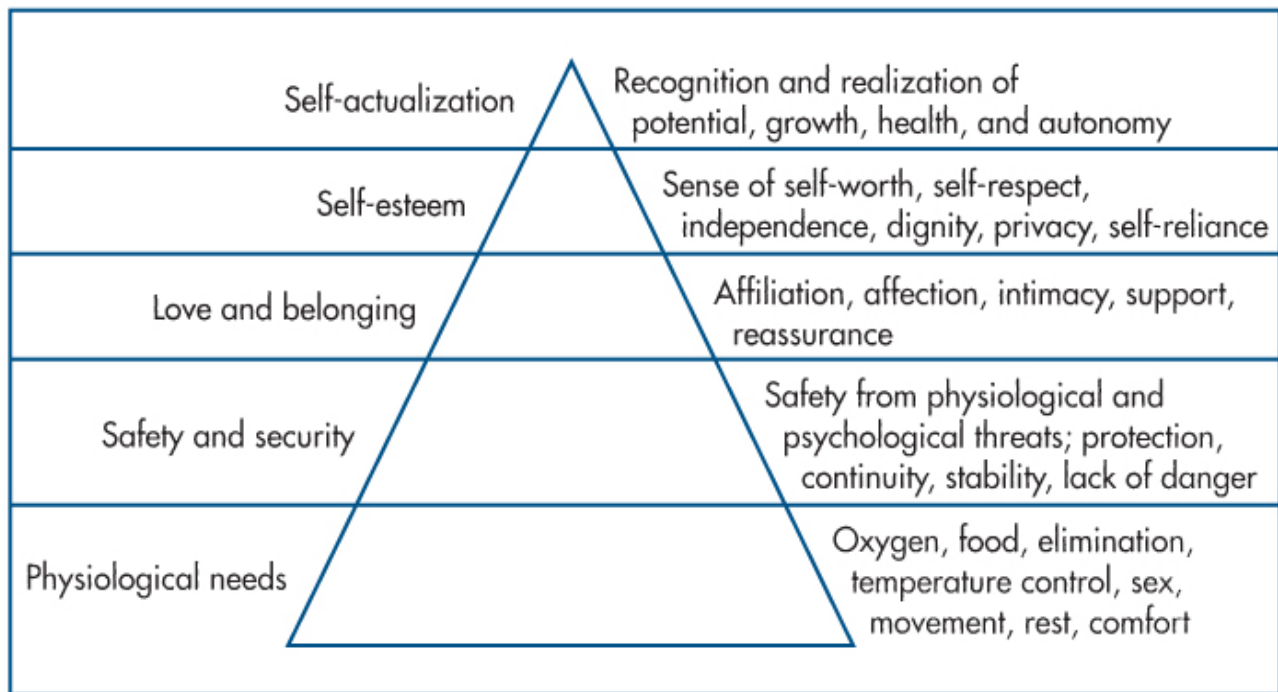 Self-actualization
Recognition and realization of
potential, growth, health, and autonomy
Self-esteem
Sense of self-worth, self-respect,
independence, dignity, privacy, self-reliance
Love and belonging
Affiliation, affection, intimacy, support,
reassurance
Safety and security
Safety from physiological and
psychological threats; protection,
continuity, stability, lack of danger
Physiological needs
Oxygen, food, elimination,
temperature control, sex,
movement, rest, comfort